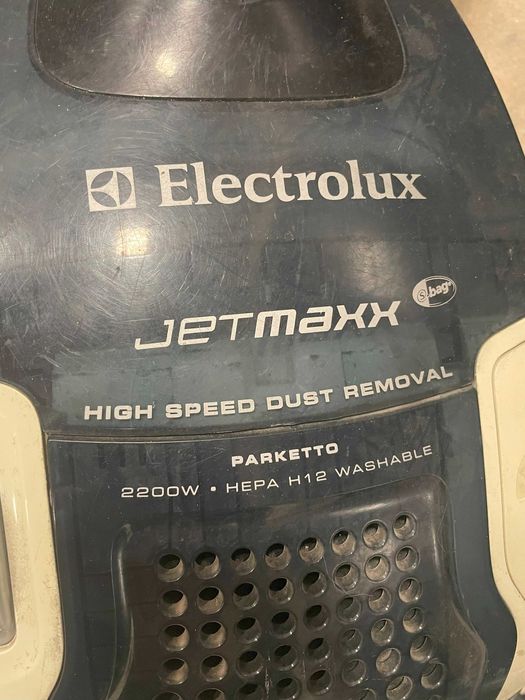 Electrolux
s-bag®
JETMAXX
HIGH SPEED DUST REMOVAL
PARKETTO
2200W • HEPA H12 WASHABLE